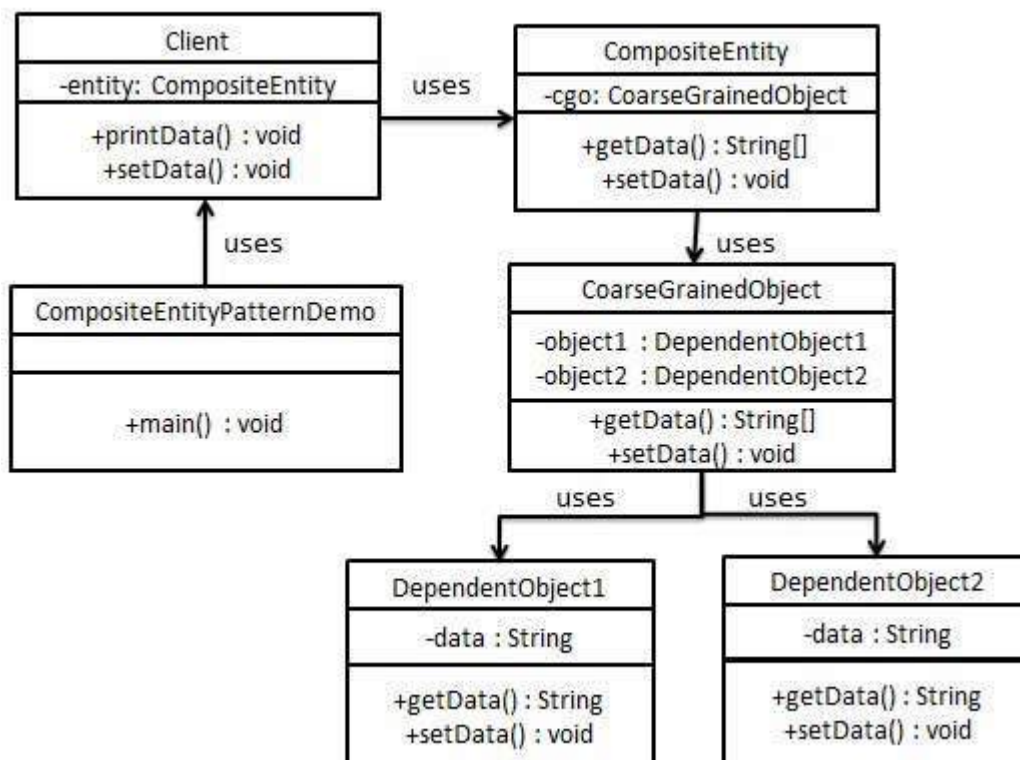 Client
-entity: CompositeEntity
+printData() : void
+setData() : void
uses
CompositeEntity
-cgo: CoarseGrainedObject
+getData() : String[]
+setData() : void
uses
uses
CompositeEntityPatternDemo
+main() : void
CoarseGrainedObject
-object1 : DependentObject1
-object2 : DependentObject2
+getData() : String[]
+setData() : void
uses
uses
DependentObject1
-data : String
+getData() : String
+setData() : void
DependentObject2
-data : String
+getData() : String
+setData() : void